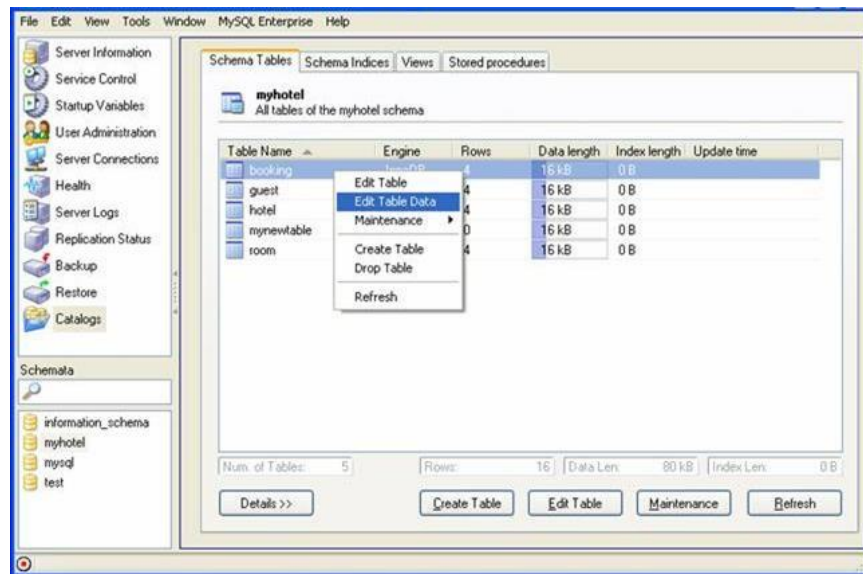 File Edit View Tools Window MySQL Enterprise Help
Server Information
Service Control
Startup Variables
User Administration
Server Connections
Health
Server Logs
Replication Status
Backup
Restore
Catalogs
Schemata
information_schema
myhotel
mysql
test
Schema Tables Schema Indices Views Stored procedures
myhotel
All tables of the myhotel schema
Table Name Engine Rows Data length Index length Update time
booking InnoDB 4 16 kB 0 B
guest 4 16 kB 0 B
hotel 4 16 kB 0 B
mynewtable 0 16 kB 0 B
room 4 16 kB 0 B
Edit Table
Edit Table Data
Maintenance
Create Table
Drop Table
Refresh
Num. of Tables: 5 Rows: 16 Data Len: 80 kB Index Len: 0 B
Details >> Create Table Edit Table Maintenance Refresh